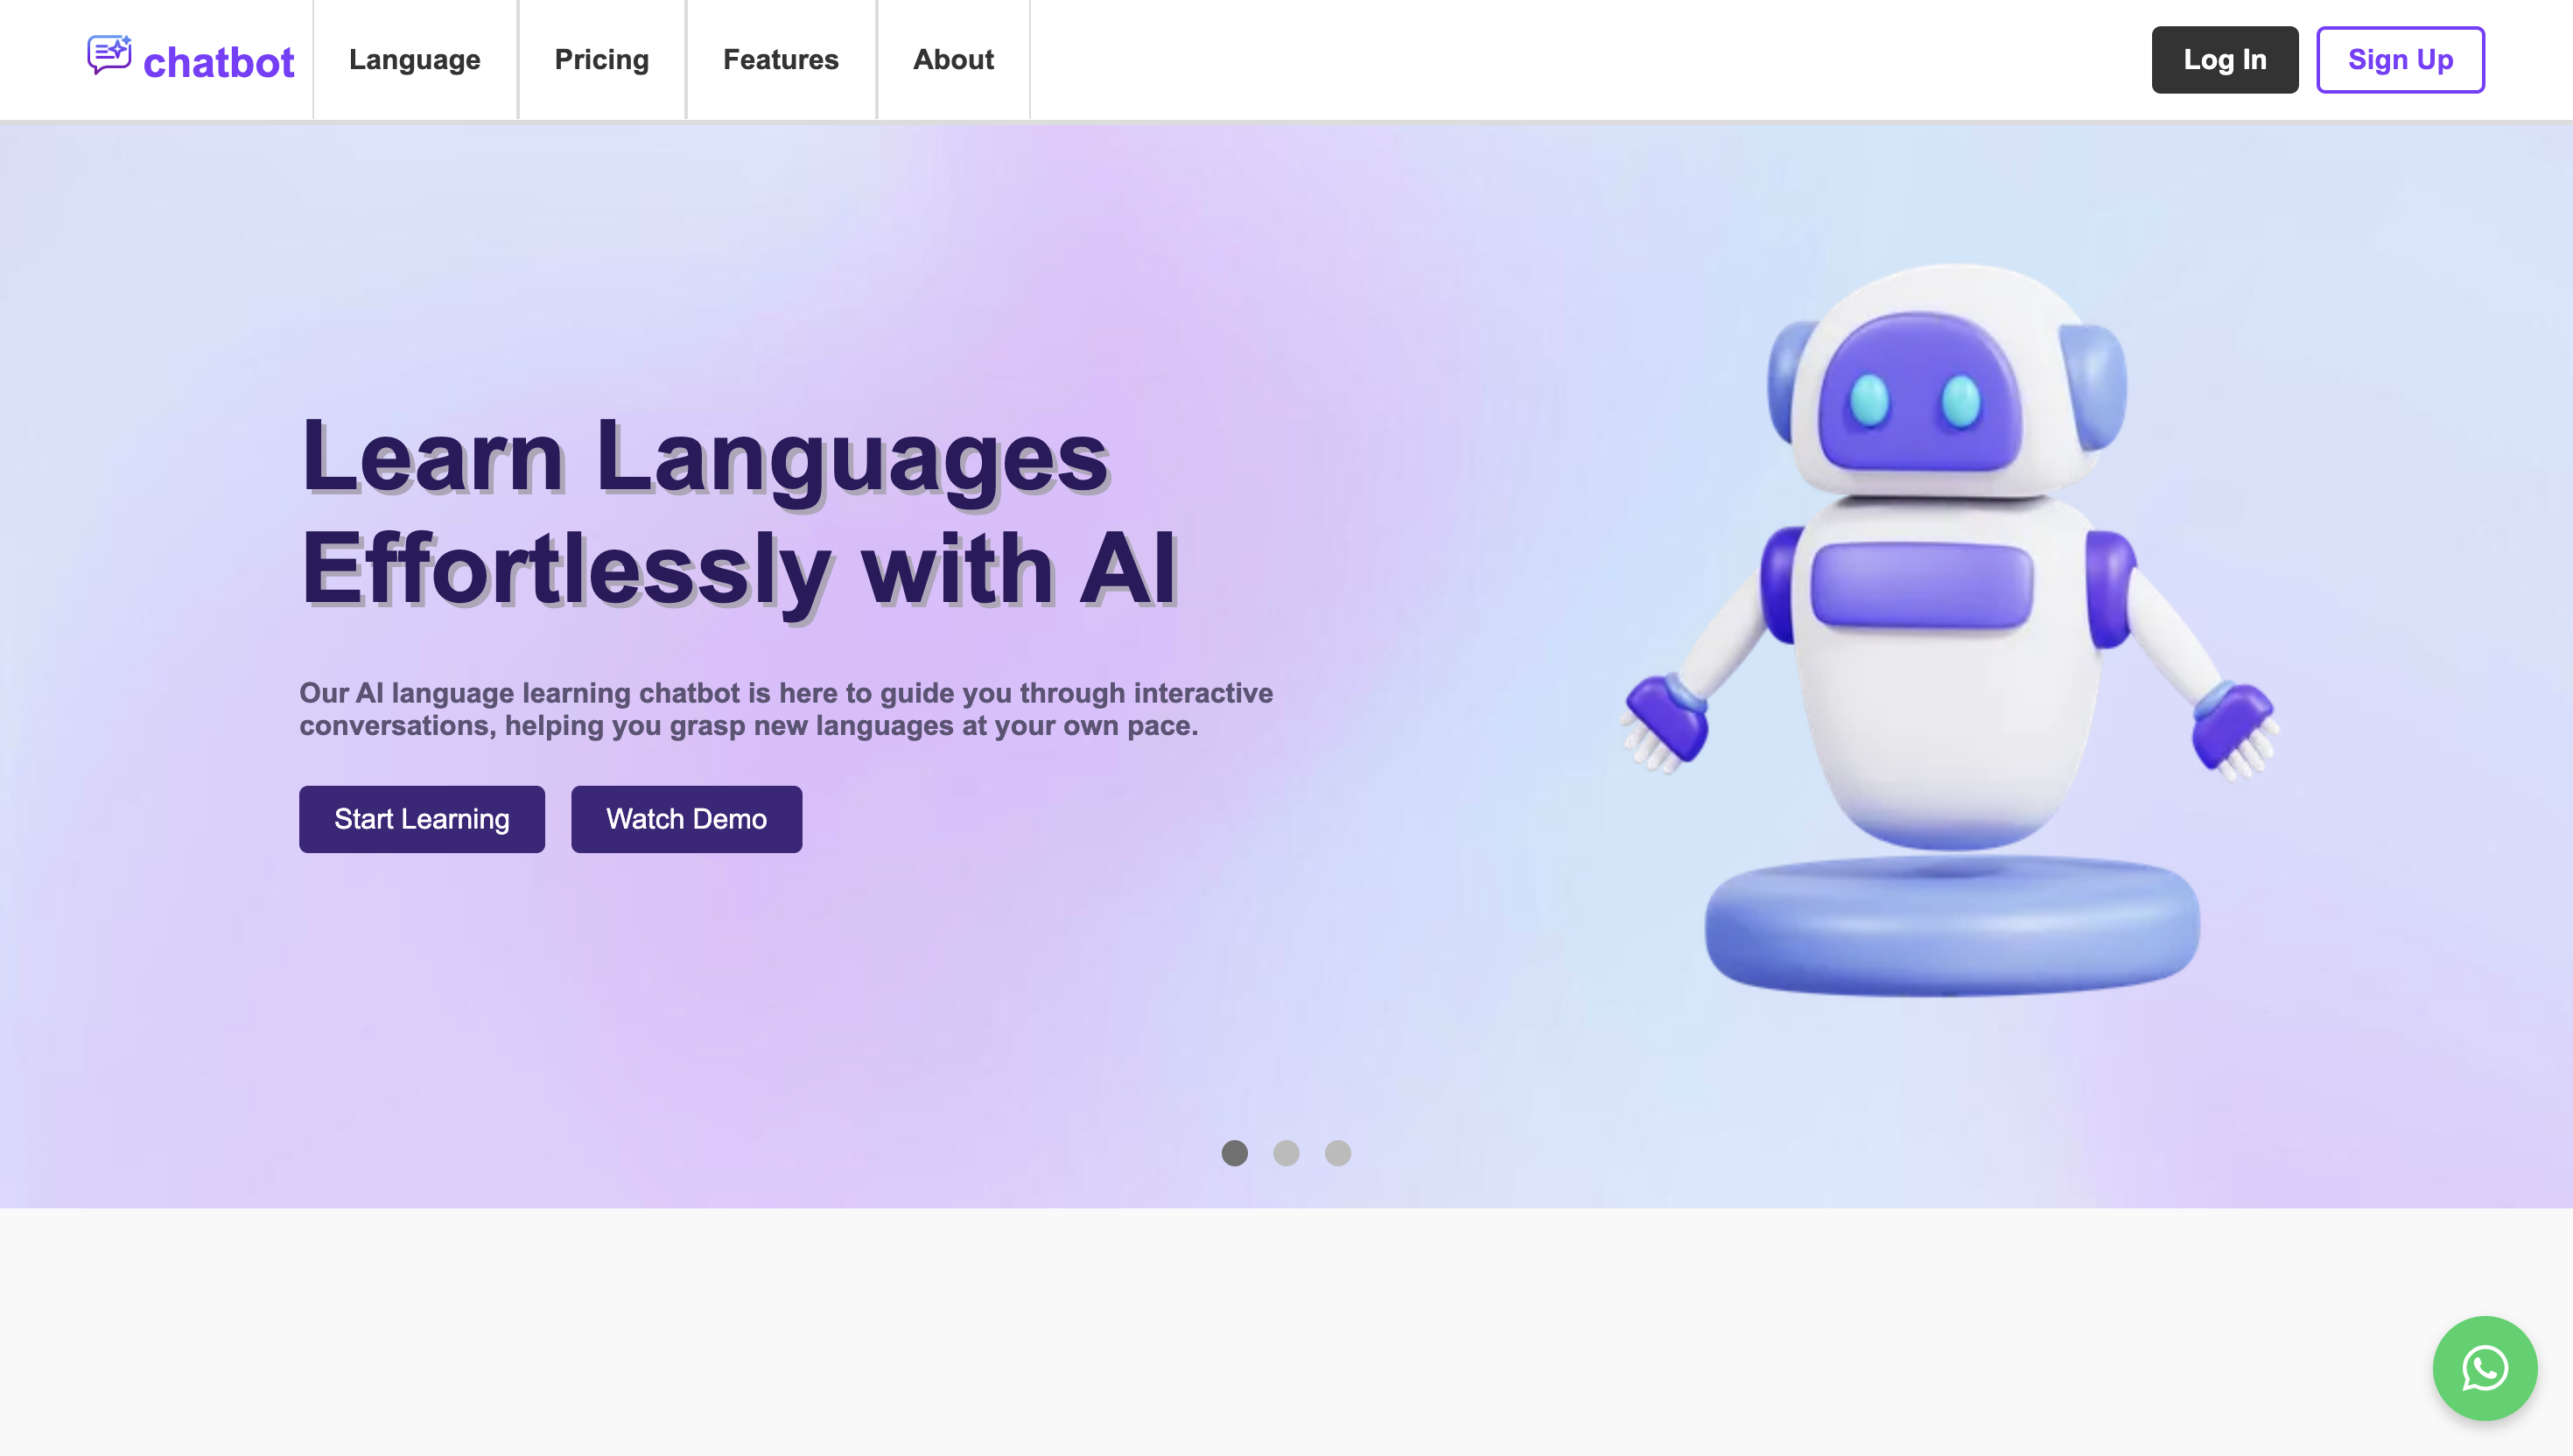 chatbot
Language
Pricing
Features
About
Log In
Sign Up
Learn Languages
Effortlessly with AI
Our AI language learning chatbot is here to guide you through interactive
conversations, helping you grasp new languages at your own pace.
Start Learning
Watch Demo